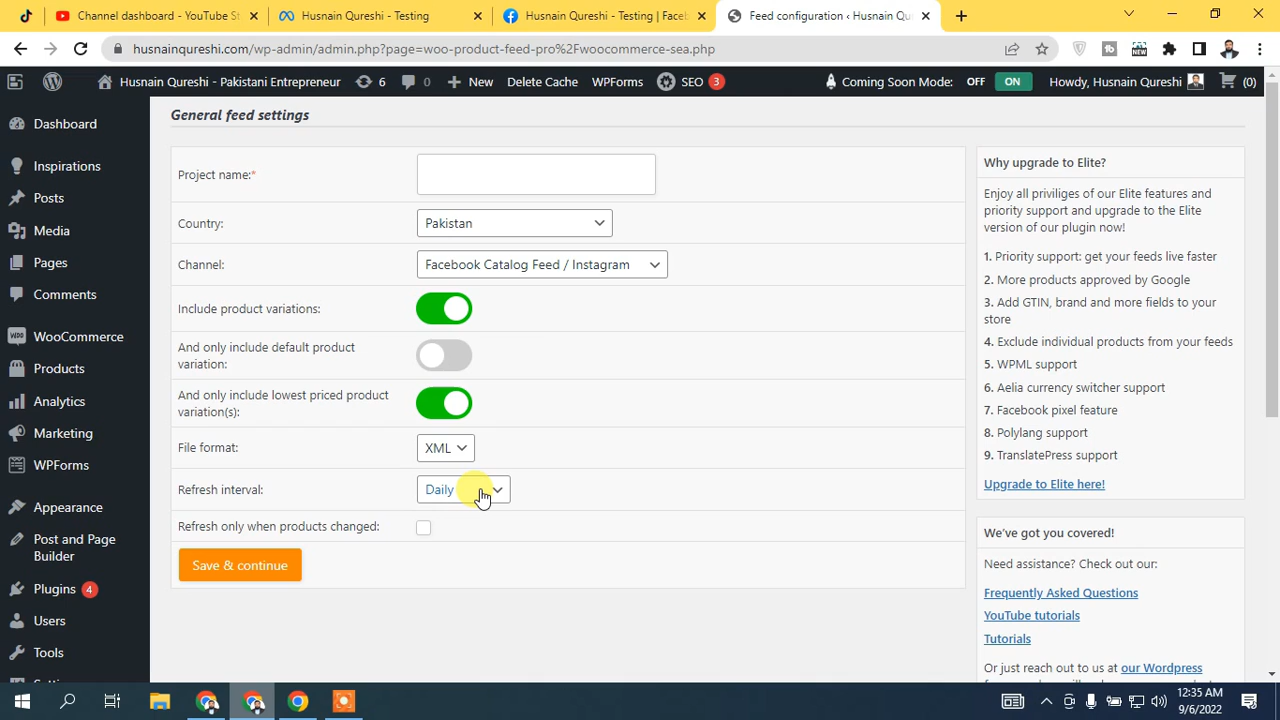 Channel dashboard - YouTube St
Husnain Qureshi - Testing
Husnain Qureshi - Testing | Face
Feed configuration ‹ Husnain Qu
husnainqureshi.com/wp-admin/admin.php?page=woo-product-feed-pro%2Fwoocommerce-sea.php
Husnain Qureshi - Pakistani Entrepreneur 6 0 New Delete Cache WPForms SEO 3 Coming Soon Mode: OFF ON Howdy, Husnain Qureshi (0)
Dashboard
Inspirations
Posts
Media
Pages
Comments
WooCommerce
Products
Analytics
Marketing
WPForms
Appearance
Post and Page
Builder
Plugins 4
Users
Tools
General feed settings
Project name:*
Country: Pakistan
Channel: Facebook Catalog Feed / Instagram
Include product variations:
And only include default product
variation:
And only include lowest priced product
variation(s):
File format: XML
Refresh interval: Daily
Refresh only when products changed:
Save & continue
Why upgrade to Elite?
Enjoy all priviliges of our Elite features and
priority support and upgrade to the Elite
version of our plugin now!
1. Priority support: get your feeds live faster
2. More products approved by Google
3. Add GTIN, brand and more fields to your
store
4. Exclude individual products from your feeds
5. WPML support
6. Aelia currency switcher support
7. Facebook pixel feature
8. Polylang support
9. TranslatePress support
Upgrade to Elite here!
We've got you covered!
Need assistance? Check out our:
Frequently Asked Questions
YouTube tutorials
Tutorials
Or just reach out to us at our Wordpress
12:35 AM
9/6/2022